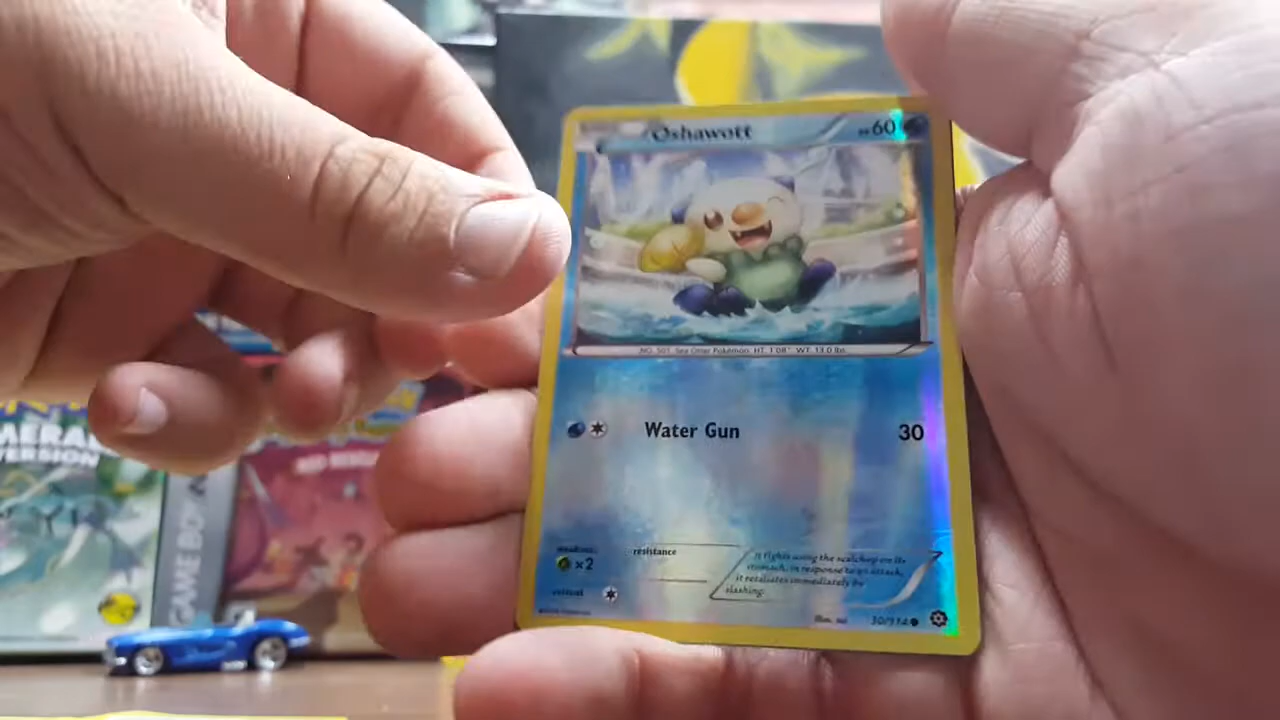 Oshawott
HP60
NO. 501 Sea Otter Pokémon HT. 1'08" WT. 13.0 lbs.
Water Gun 30
weakness
×2
resistance
retreat
It fights using the scalchop on its
stomach. In response to an attack,
it retaliates immediately by
slashing.
Illus.
30/114
VERSION
GAME BOY